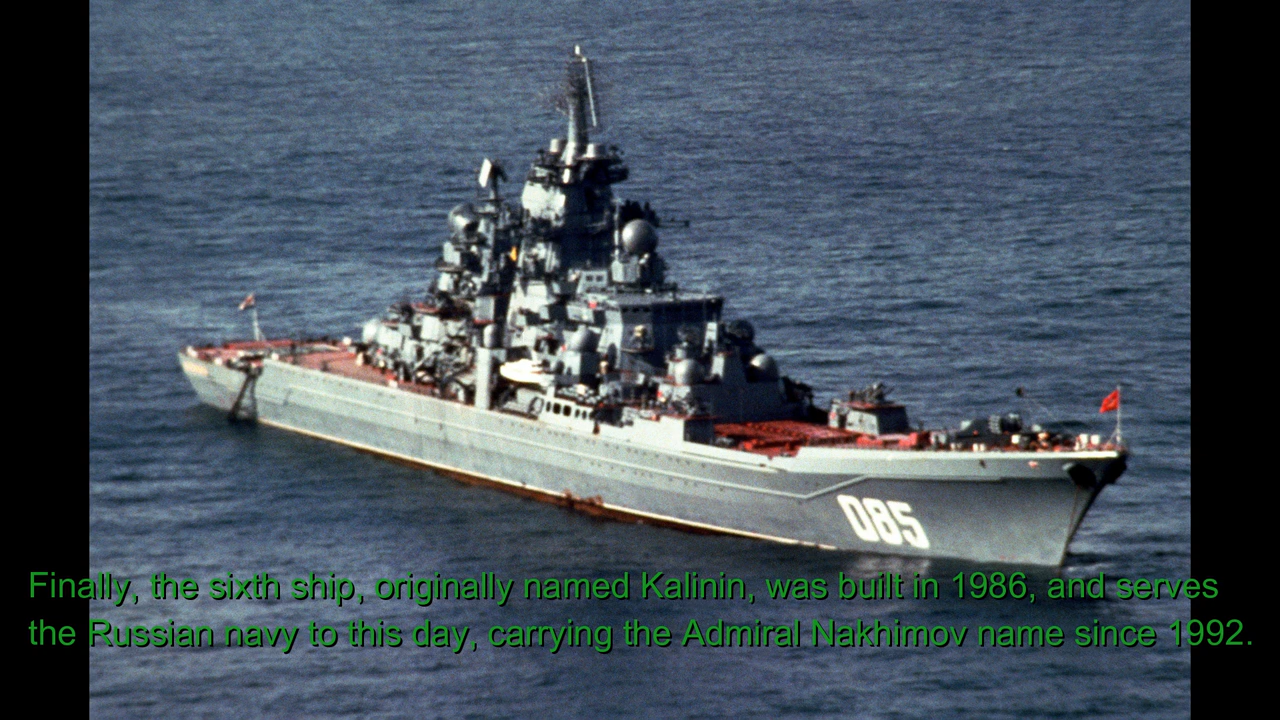 085
Finally, the sixth ship, originally named Kalinin, was built in 1986, and serves
the Russian navy to this day, carrying the Admiral Nakhimov name since 1992.